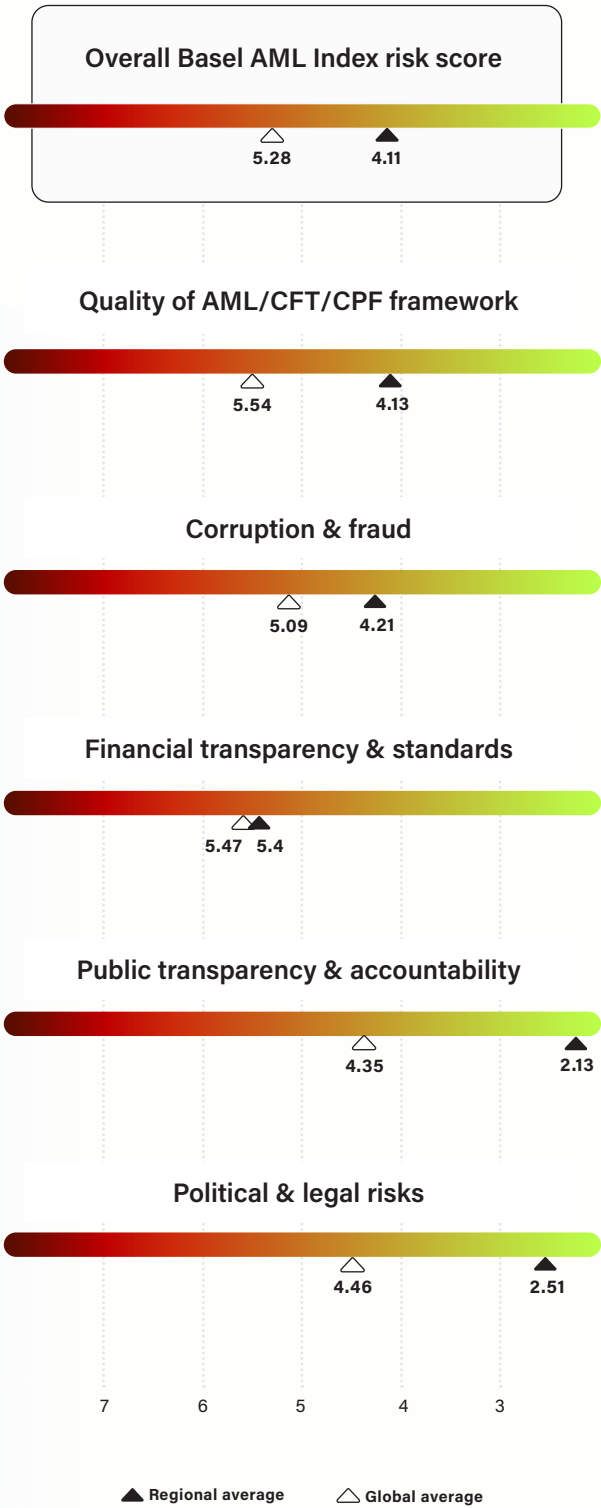 Overall Basel AML Index risk score
5.28 4.11
Quality of AML/CFT/CPF framework
5.54 4.13
Corruption & fraud
5.09 4.21
Financial transparency & standards
5.47 5.4
Public transparency & accountability
4.35 2.13
Political & legal risks
4.46 2.51
7 6 5 4 3
Regional average Global average